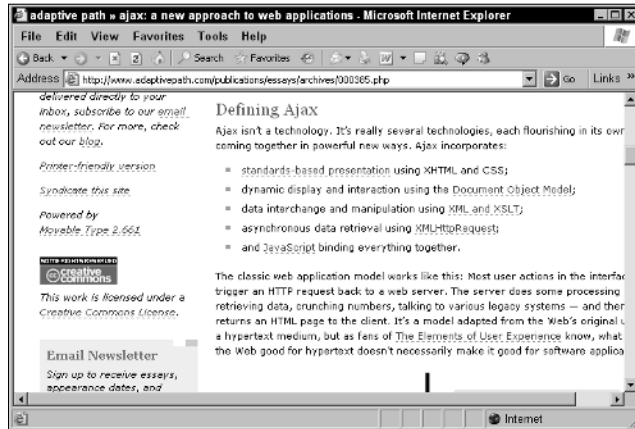 adaptive path » ajax: a new approach to web applications - Microsoft Internet Explorer
File Edit View Favorites Tools Help
Back Search Favorites
Address http://www.adaptivepath.com/publications/essays/archives/000385.php Go Links »
delivered directly to your
inbox, subscribe to our email
newsletter. For more, check
out our blog.
Printer-friendly version
Syndicate this site
Powered by
Movable Type 2.661
creative
commons
This work is licensed under a
Creative Commons License.
Email Newsletter
Sign up to receive essays,
appearance dates, and
Defining Ajax
Ajax isn't a technology. It's really several technologies, each flourishing in its own
coming together in powerful new ways. Ajax incorporates:
standards-based presentation using XHTML and CSS;
dynamic display and interaction using the Document Object Model;
data interchange and manipulation using XML and XSLT;
asynchronous data retrieval using XMLHttpRequest;
and JavaScript binding everything together.
The classic web application model works like this: Most user actions in the interfac
trigger an HTTP request back to a web server. The server does some processing
retrieving data, crunching numbers, talking to various legacy systems — and then
returns an HTML page to the client. It's a model adapted from the Web's original u
a hypertext medium, but as fans of The Elements of User Experience know, what
the Web good for hypertext doesn't necessarily make it good for software applica
Internet